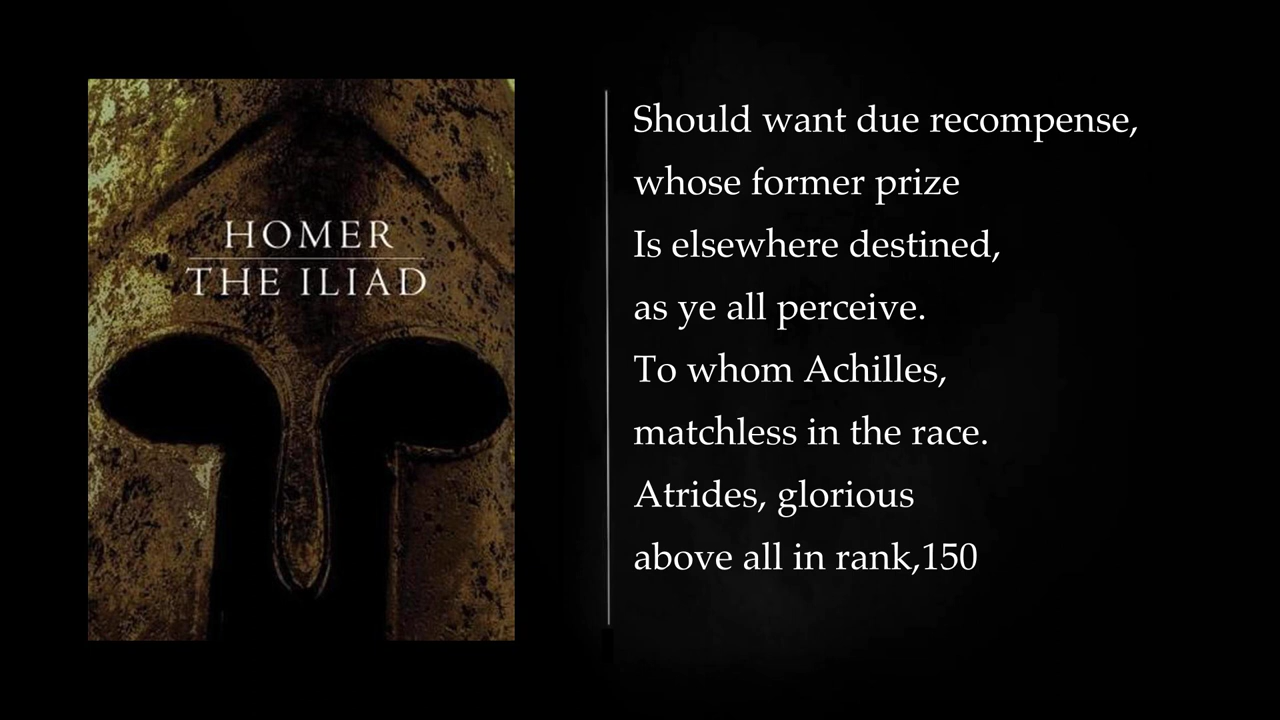 HOMER
THE ILIAD
Should want due recompense,
whose former prize
Is elsewhere destined,
as ye all perceive.
To whom Achilles,
matchless in the race.
Atrides, glorious
above all in rank,150